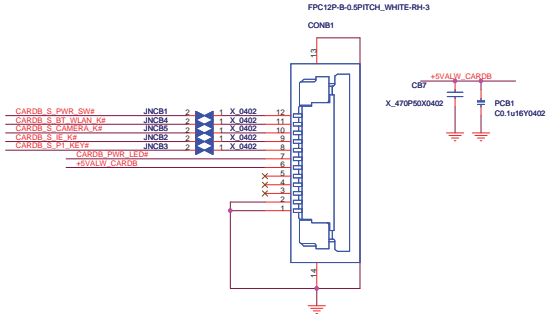 FPC12P-B-0.5PITCH_WHITE-RH-3
CONB1
13
+5VALW_CARDB
CB7
X_470P50X0402
PCB1
C0.1u16Y0402
CARDB_S_PWR_SW# JNCB1 2 1 X_0402 12
CARDB_S_BT_WLAN_K# JNCB4 2 1 X_0402 11
CARDB_S_CAMERA_K# JNCB5 2 1 X_0402 10
CARDB_S_IE_K# JNCB2 2 1 X_0402 9
CARDB_S_P1_KEY# JNCB3 2 1 X_0402 8
CARDB_PWR_LED# 7
+5VALW_CARDB 6
5
4
3
2
1
14